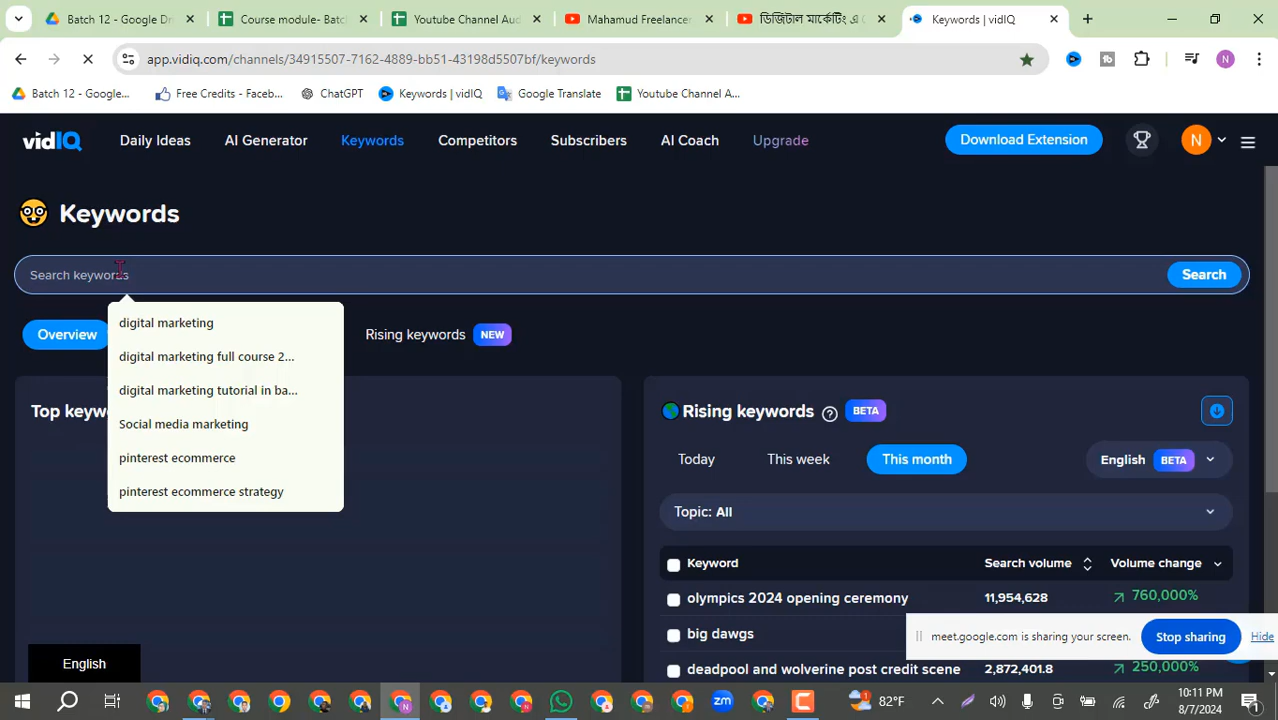 Batch 12 - Google Dr
Course module- Batc
Youtube Channel Aud
Mahamud Freelancer
ডিজিটাল মার্কেটিং এ
Keywords | vidIQ
app.vidiq.com/channels/34915507-7162-4889-bb51-43198d5507bf/keywords
N
Batch 12 - Google...
Free Credits - Faceb...
ChatGPT
Keywords | vidIQ
Google Translate
Youtube Channel A...
vidIQ
Daily Ideas
AI Generator
Keywords
Competitors
Subscribers
AI Coach
Upgrade
Download Extension
N
Keywords
Search keywords
Search
digital marketing
digital marketing full course 2...
digital marketing tutorial in ba...
Social media marketing
pinterest ecommerce
pinterest ecommerce strategy
Overview
Rising keywords NEW
Top keywo
Rising keywords BETA
Today
This week
This month
English BETA
Topic: All
Keyword
Search volume
Volume change
olympics 2024 opening ceremony
11,954,628
760,000%
big dawgs
deadpool and wolverine post credit scene
2,872,401.8
250,000%
English
meet.google.com is sharing your screen.
Stop sharing
Hide
zm
82°F
10:11 PM
8/7/2024